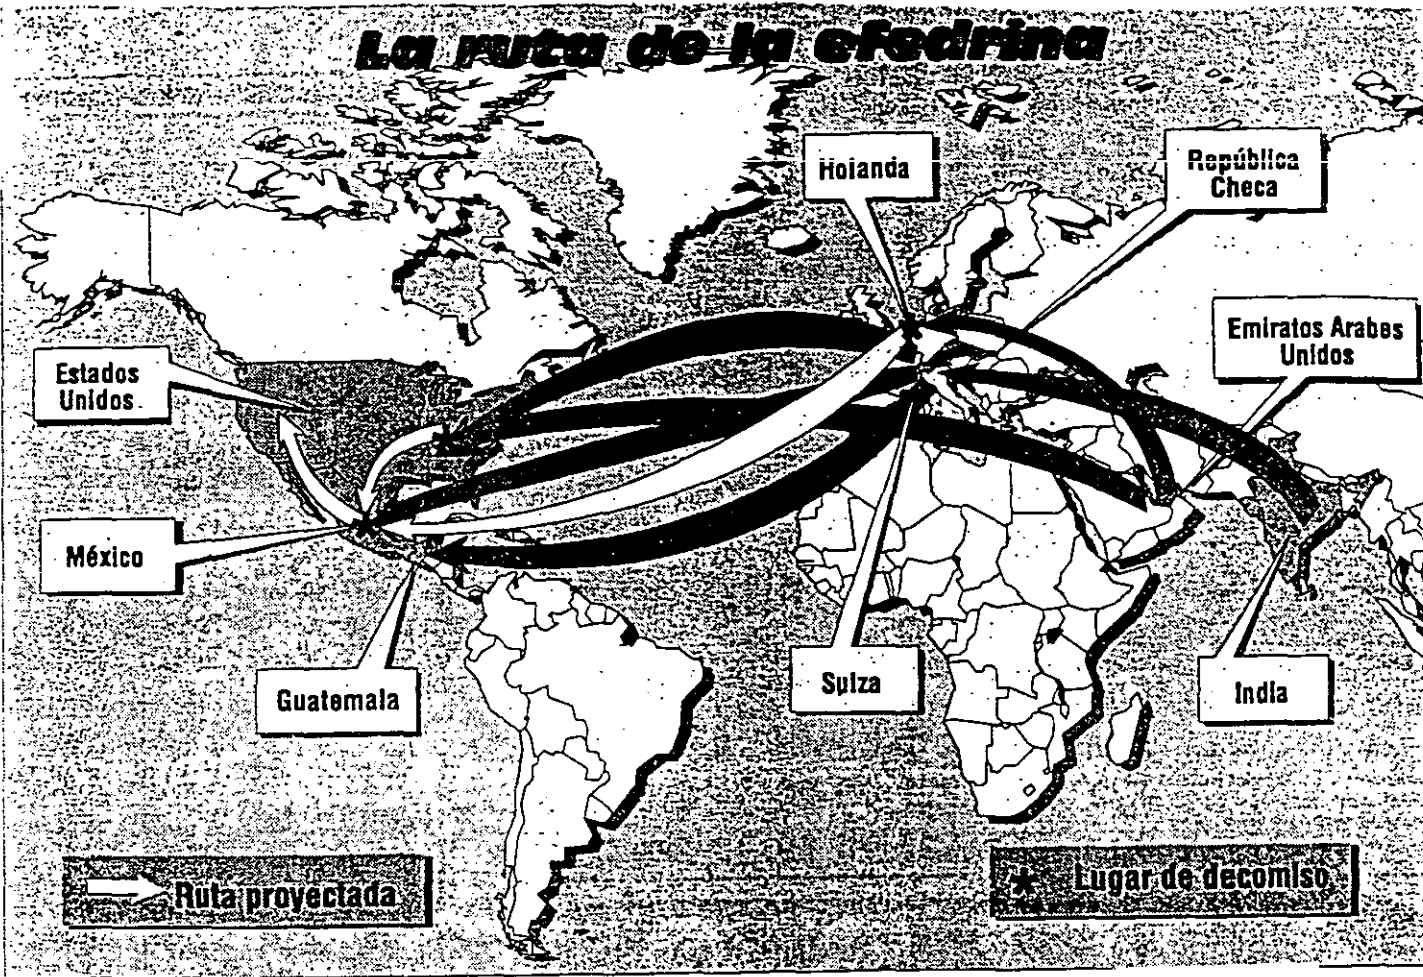 La ruta de la efedrina
Holanda
República
Checa
Emiratos Arabes
Unidos
Estados
Unidos
México
Guatemala
Suiza
India
Ruta proyectada
Lugar de decomiso